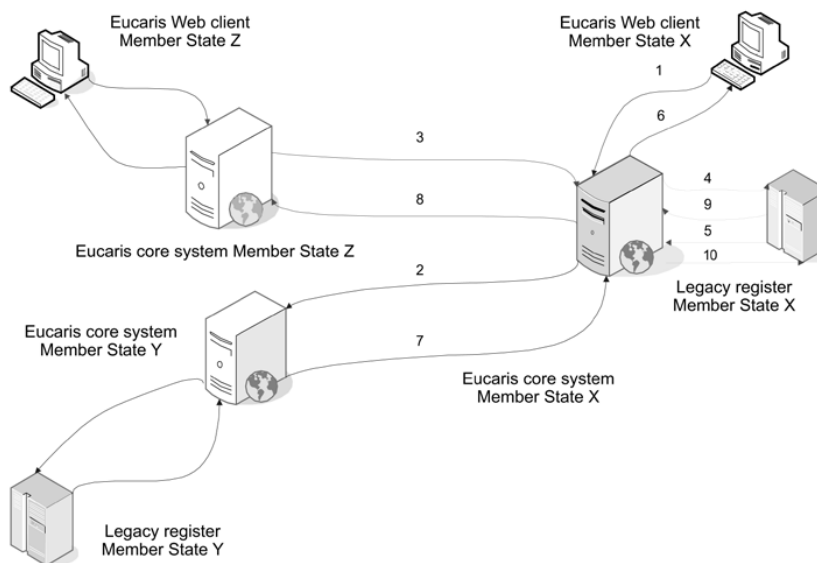 Eucaris Web client
Member State Z
Eucaris Web client
Member State X
1
6
3
4
8
9
5
10
Eucaris core system Member State Z
2
Legacy register
Member State X
Eucaris core system
Member State Y
7
Eucaris core system
Member State X
Legacy register
Member State Y